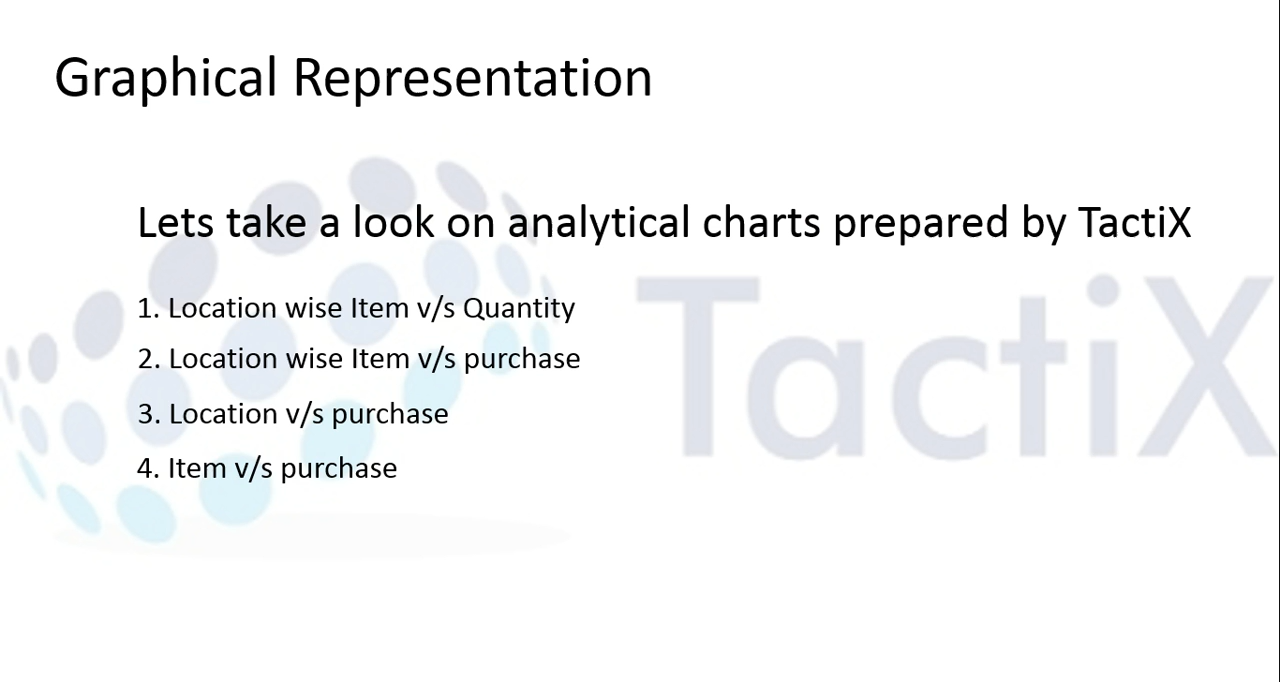 Graphical Representation
Lets take a look on analytical charts prepared by TactiX
1. Location wise Item v/s Quantity
2. Location wise Item v/s purchase
3. Location v/s purchase
4. Item v/s purchase
TactiX